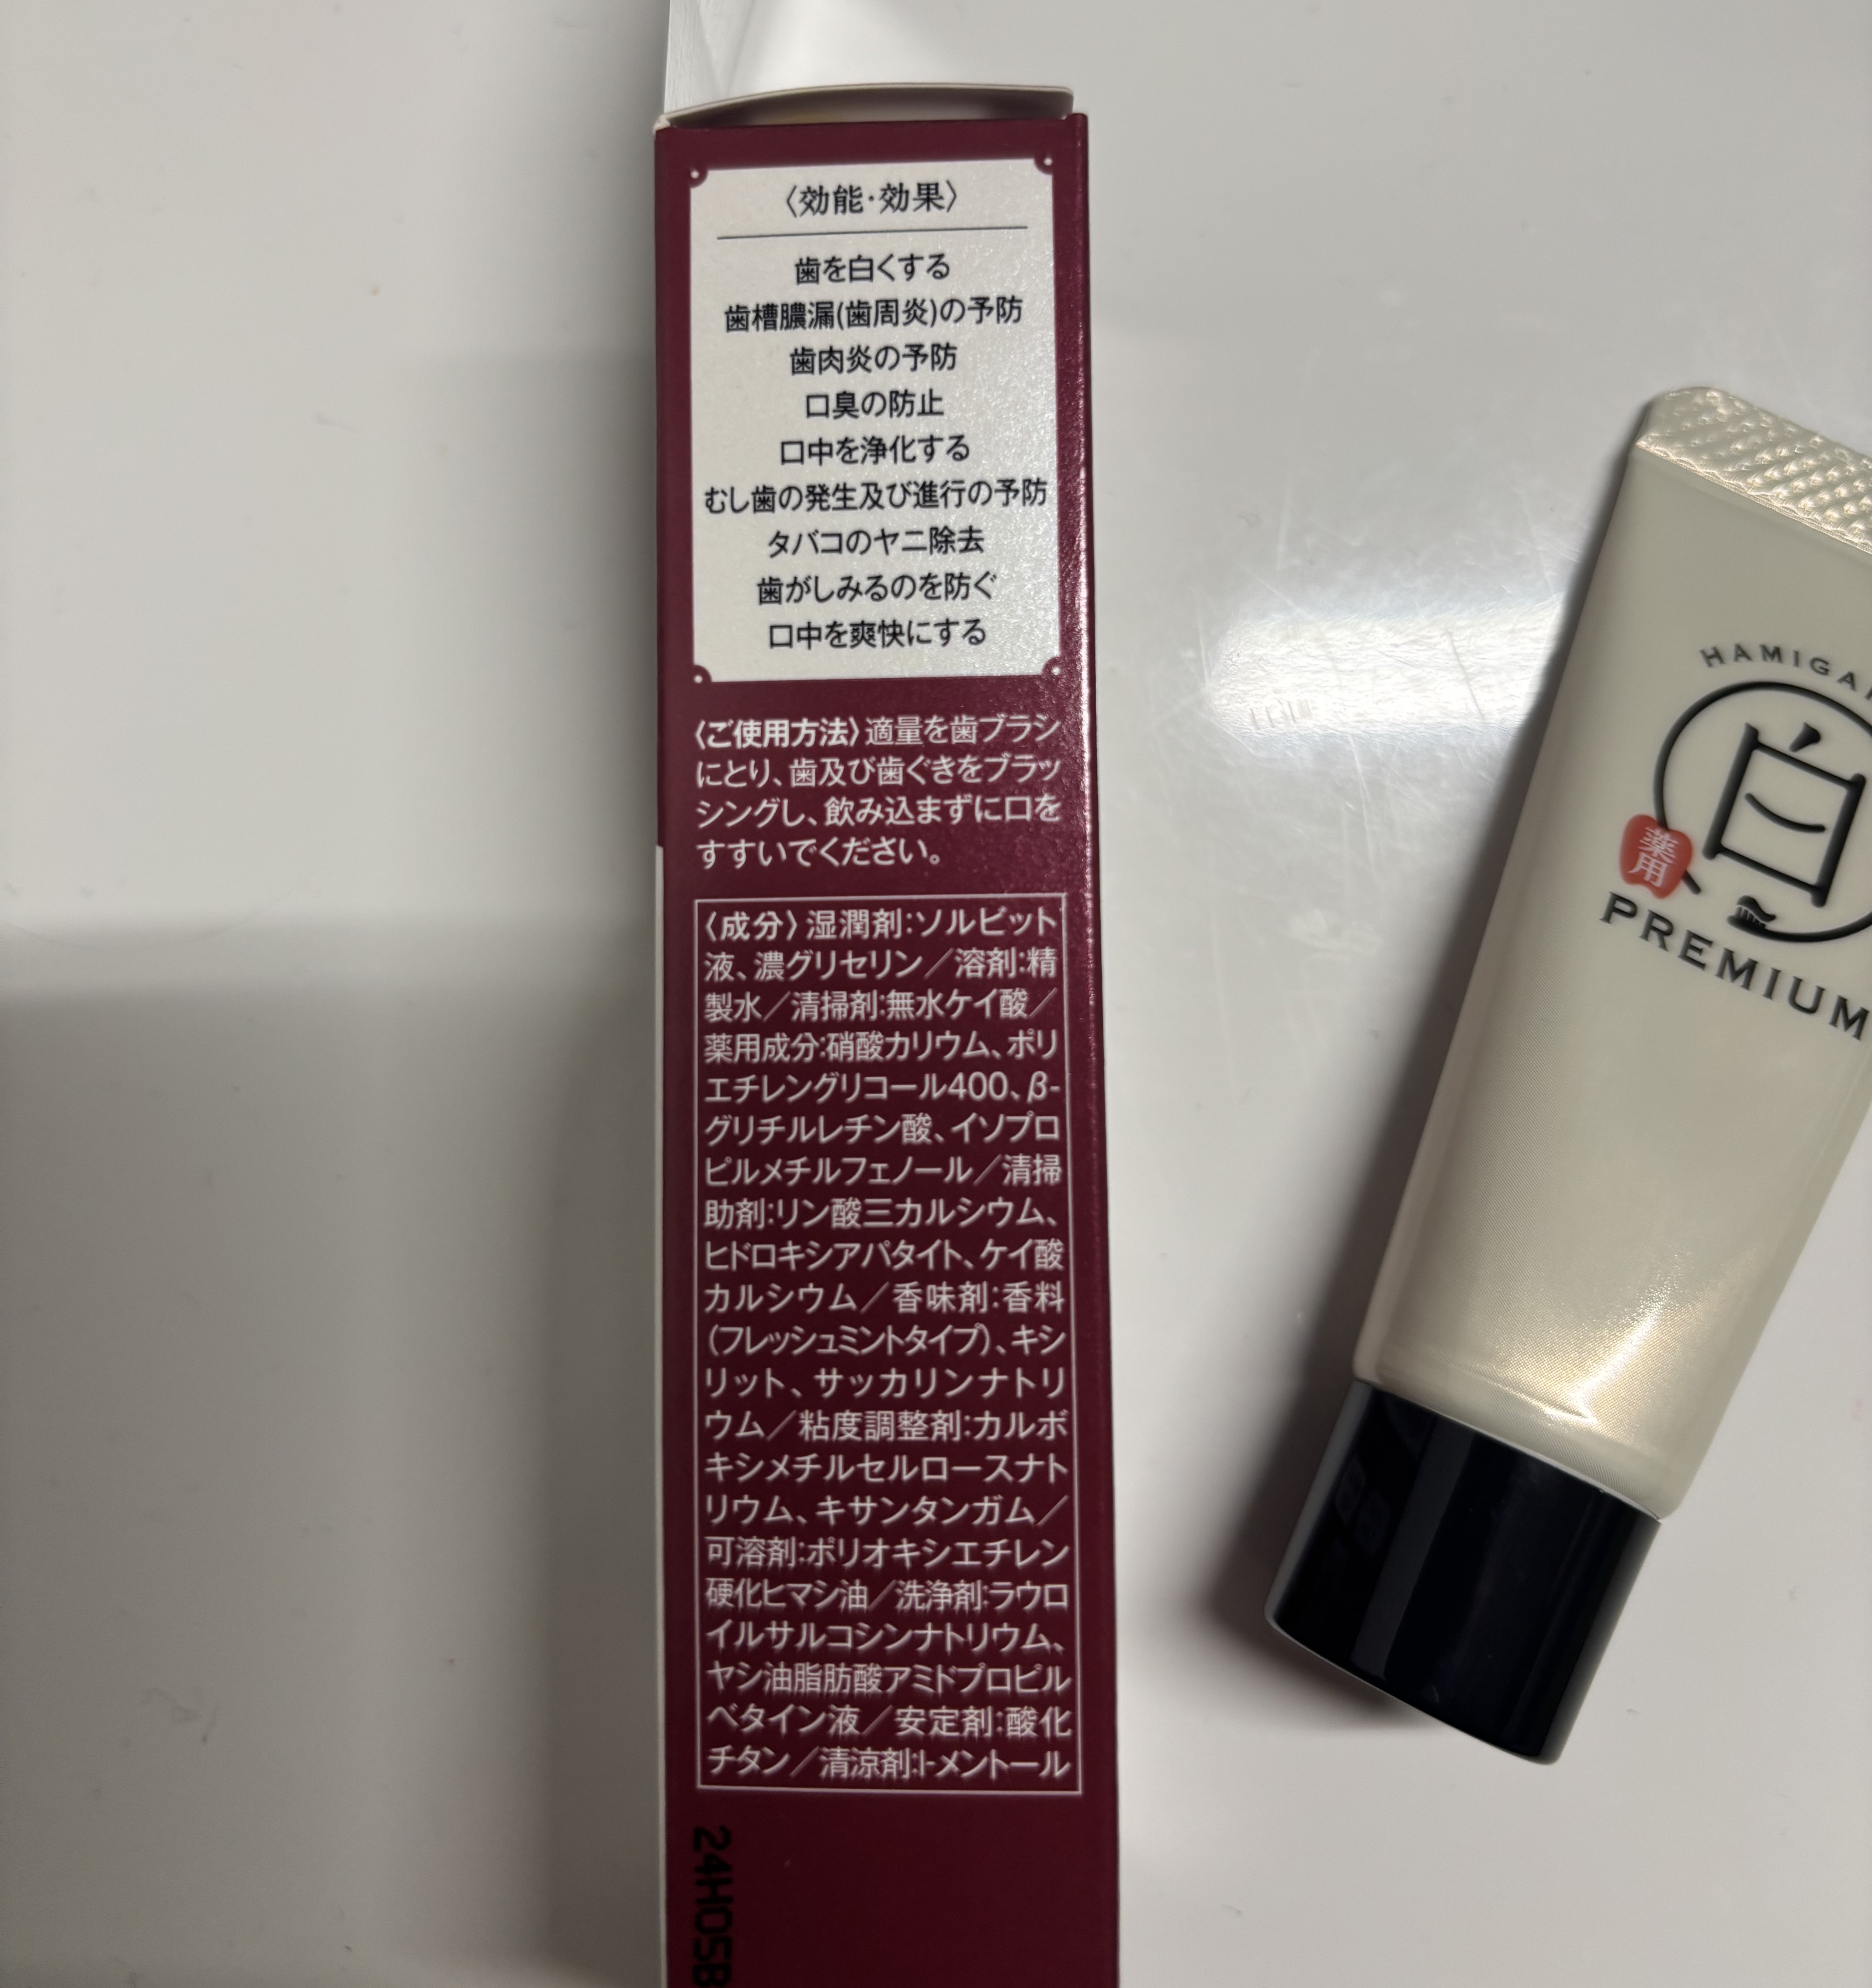 〈効能・効果〉
歯を白くする
歯槽膿漏(歯周炎)の予防
歯肉炎の予防
口臭の防止
口中を浄化する
むし歯の発生及び進行の予防
タバコのヤニ除去
歯がしみるのを防ぐ
口中を爽快にする
〈ご使用方法〉適量を歯ブラシ
にとり、歯及び歯ぐきをブラッ
シングし、飲み込まずに口を
すすいでください。
〈成分〉湿潤剤:ソルビット
液、濃グリセリン／溶剤:精
製水／清掃剤:無水ケイ酸／
薬用成分:硝酸カリウム、ポリ
エチレングリコール400、β-
グリチルレチン酸、イソプロ
ピルメチルフェノール／清掃
助剤:リン酸三カルシウム、
ヒドロキシアパタイト、ケイ酸
カルシウム／香味剤:香料
(フレッシュミントタイプ)、キシ
リット、サッカリンナトリ
ウム／粘度調整剤:カルボ
キシメチルセルロースナト
リウム、キサンタンガム／
可溶剤:ポリオキシエチレン
硬化ヒマシ油／洗浄剤:ラウロ
イルサルコシンナトリウム、
ヤシ油脂肪酸アミドプロピル
ベタイン液／安定剤:酸化
チタン／清涼剤:l-メントール
24H05B
HAMIGA
白
薬用
PREMIUM